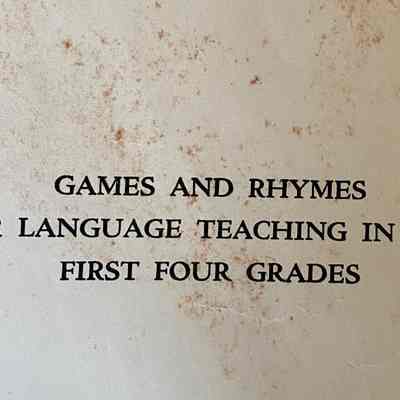 GAMES AND RHYMES
LANGUAGE TEACHING IN
FIRST FOUR GRADES